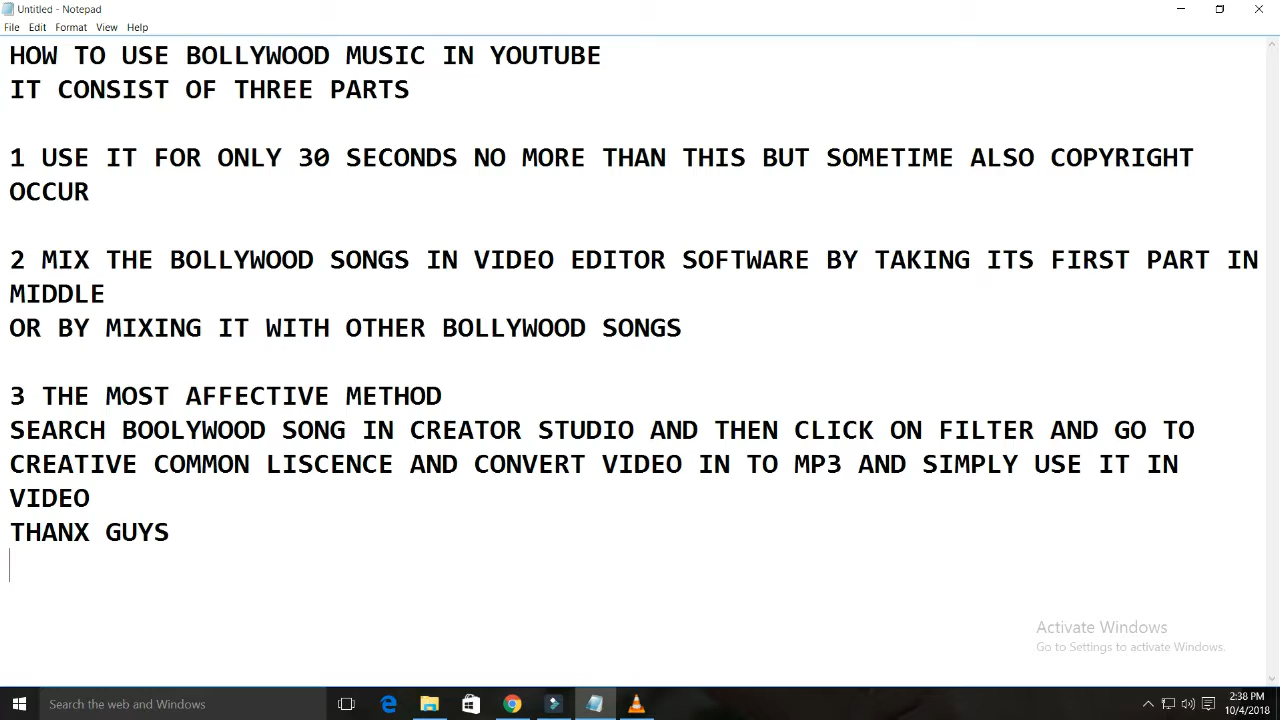 Untitled - Notepad
File Edit Format View Help
HOW TO USE BOLLYWOOD MUSIC IN YOUTUBE
IT CONSIST OF THREE PARTS
1 USE IT FOR ONLY 30 SECONDS NO MORE THAN THIS BUT SOMETIME ALSO COPYRIGHT
OCCUR
2 MIX THE BOLLYWOOD SONGS IN VIDEO EDITOR SOFTWARE BY TAKING ITS FIRST PART IN
MIDDLE
OR BY MIXING IT WITH OTHER BOLLYWOOD SONGS
3 THE MOST AFFECTIVE METHOD
SEARCH BOOLYWOOD SONG IN CREATOR STUDIO AND THEN CLICK ON FILTER AND GO TO
CREATIVE COMMON LISCENCE AND CONVERT VIDEO IN TO MP3 AND SIMPLY USE IT IN
VIDEO
THANX GUYS
Activate Windows
Go to Settings to activate Windows.
Search the web and Windows
2:38 PM
10/4/2018